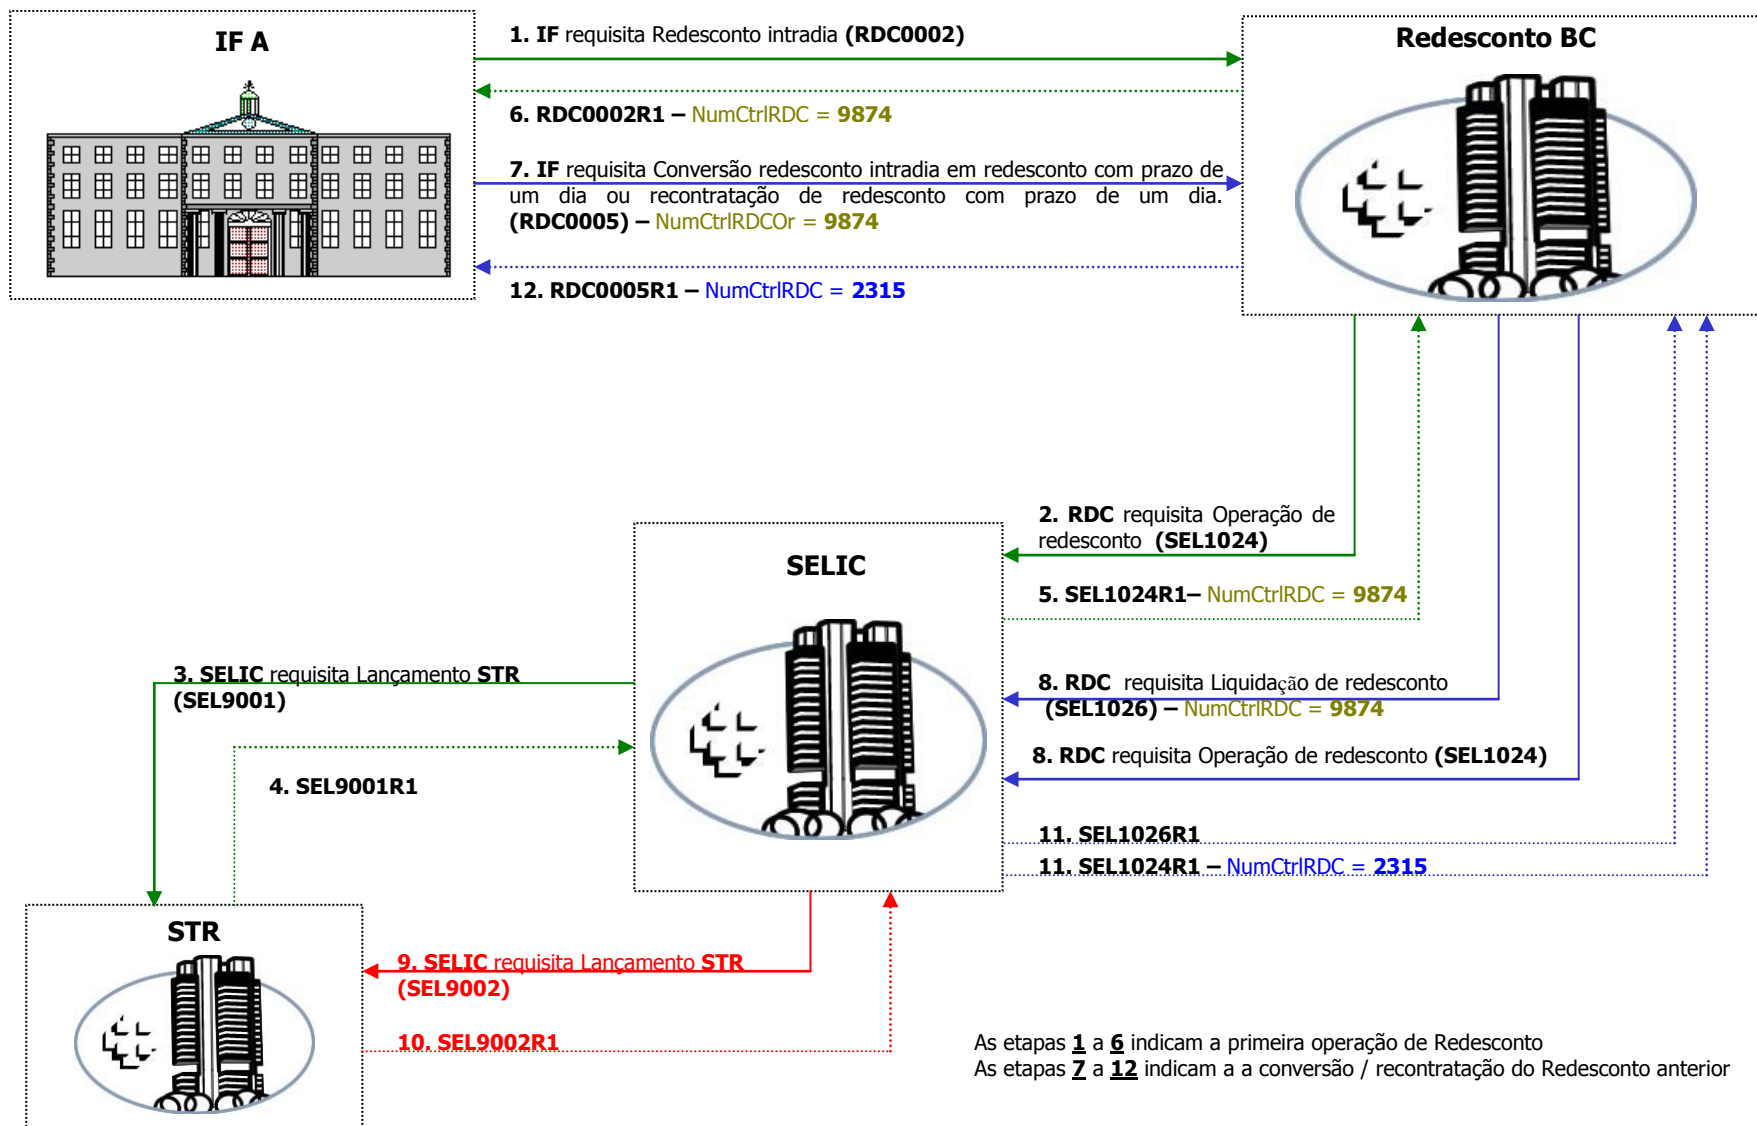 IF A
1. IF requisita Redesconto intradia (RDC0002)
Redesconto BC
6. RDC0002R1 – NumCtrlRDC = 9874
7. IF requisita Conversão redesconto intradia em redesconto com prazo de
um dia ou recontratação de redesconto com prazo de um dia.
(RDC0005) – NumCtrlRDCOr = 9874
12. RDC0005R1 – NumCtrlRDC = 2315
2. RDC requisita Operação de
redesconto (SEL1024)
SELIC
5. SEL1024R1– NumCtrlRDC = 9874
3. SELIC requisita Lançamento STR
(SEL9001)
8. RDC requisita Liquidação de redesconto
(SEL1026) – NumCtrlRDC = 9874
8. RDC requisita Operação de redesconto (SEL1024)
4. SEL9001R1
11. SEL1026R1
11. SEL1024R1 – NumCtrlRDC = 2315
STR
9. SELIC requisita Lançamento STR
(SEL9002)
10. SEL9002R1
As etapas 1 a 6 indicam a primeira operação de Redesconto
As etapas 7 a 12 indicam a a conversão / recontratação do Redesconto anterior